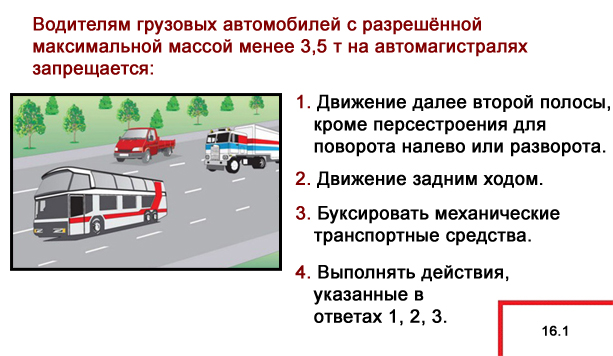 Водителям грузовых автомобилей с разрешённой
максимальной массой менее 3,5 т на автомагистралях
запрещается:
1. Движение далее второй полосы,
кроме персестроения для
поворота налево или разворота.
2. Движение задним ходом.
3. Буксировать механические
транспортные средства.
4. Выполнять действия,
указанные в
ответах 1, 2, 3.
16.1